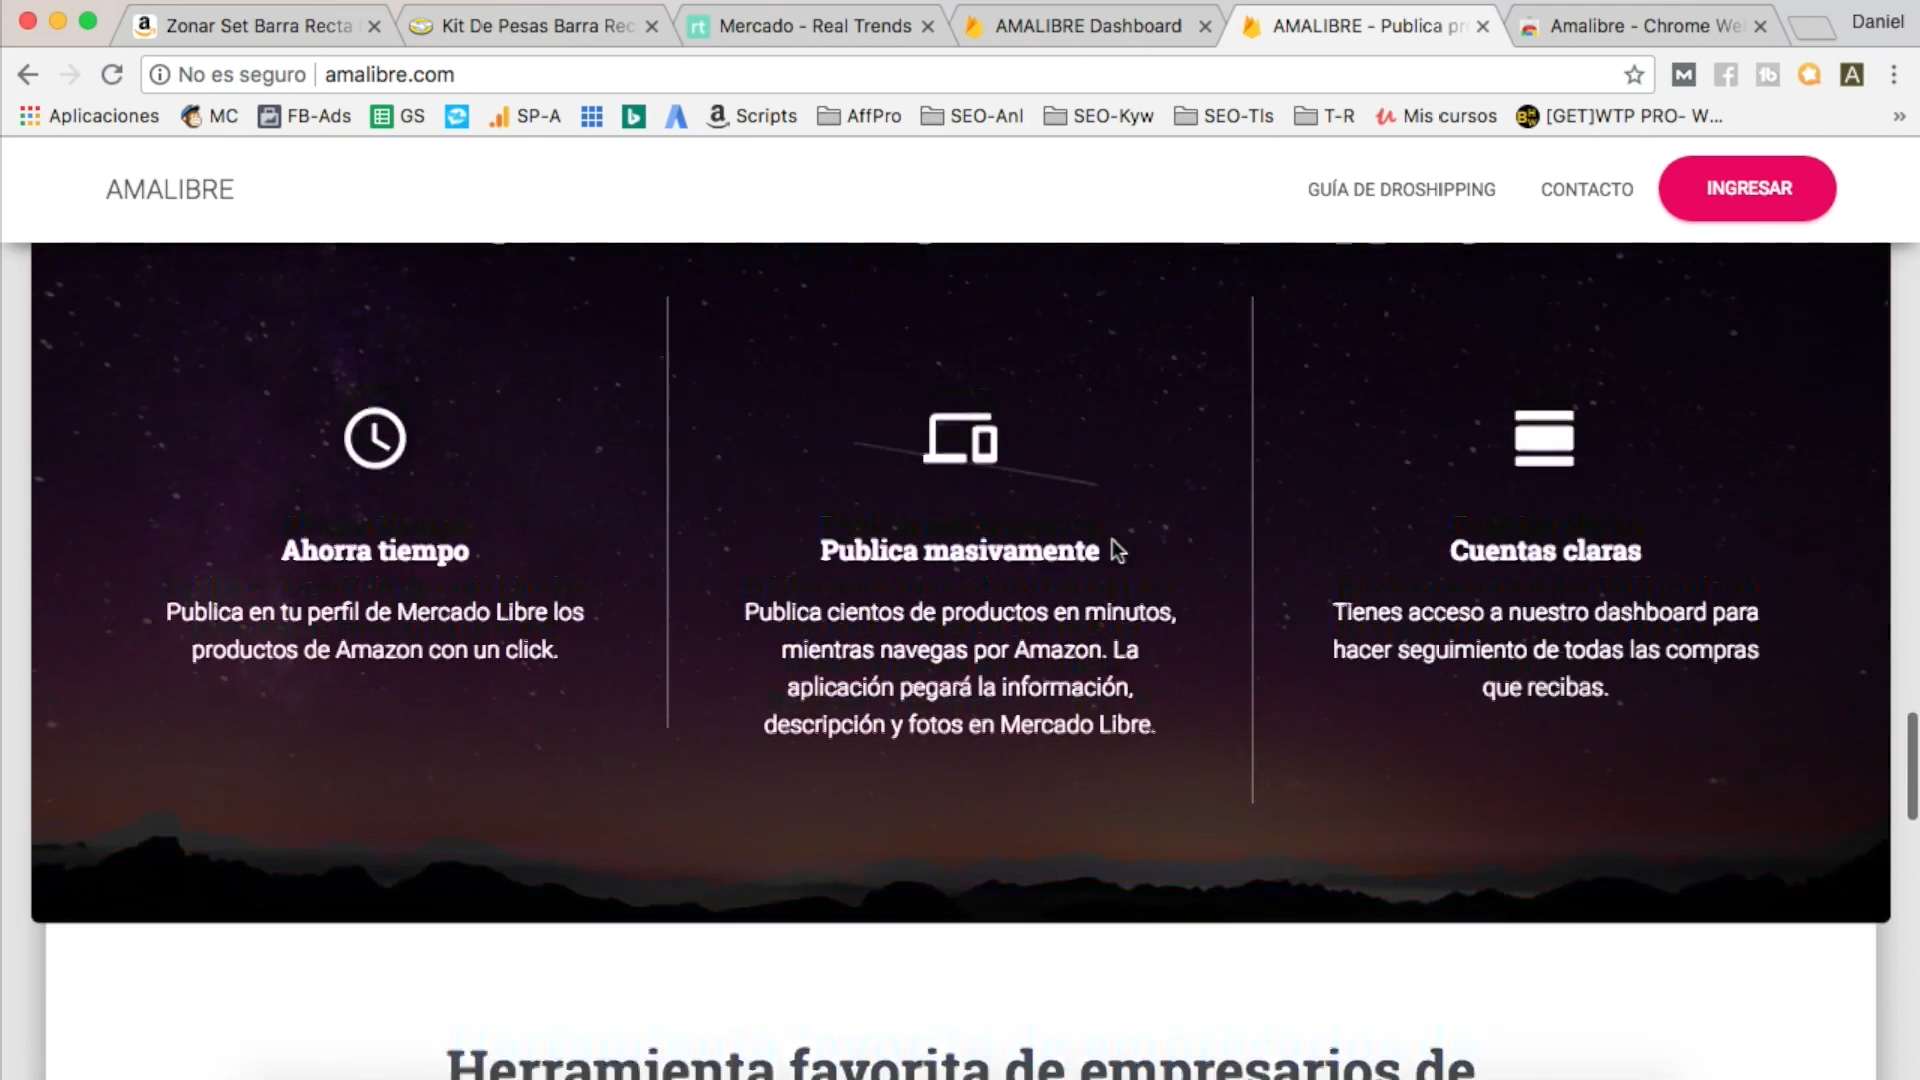 Zonar Set Barra Recta
Kit De Pesas Barra Rec
Mercado - Real Trends
AMALIBRE Dashboard
AMALIBRE - Publica pr
Amalibre - Chrome We
Daniel
No es seguro
amalibre.com
Aplicaciones
MC
FB-Ads
GS
SP-A
Scripts
AffPro
SEO-Anl
SEO-Kyw
SEO-Tls
T-R
Mis cursos
[GET]WTP PRO- W...
AMALIBRE
GUÍA DE DROSHIPPING
CONTACTO
INGRESAR
Ahorra tiempo
Publica en tu perfil de Mercado Libre los
productos de Amazon con un click.
Publica masivamente
Publica cientos de productos en minutos,
mientras navegas por Amazon. La
aplicación pegará la información,
descripción y fotos en Mercado Libre.
Cuentas claras
Tienes acceso a nuestro dashboard para
hacer seguimiento de todas las compras
que recibas.
Herramienta favorita de empresarios de